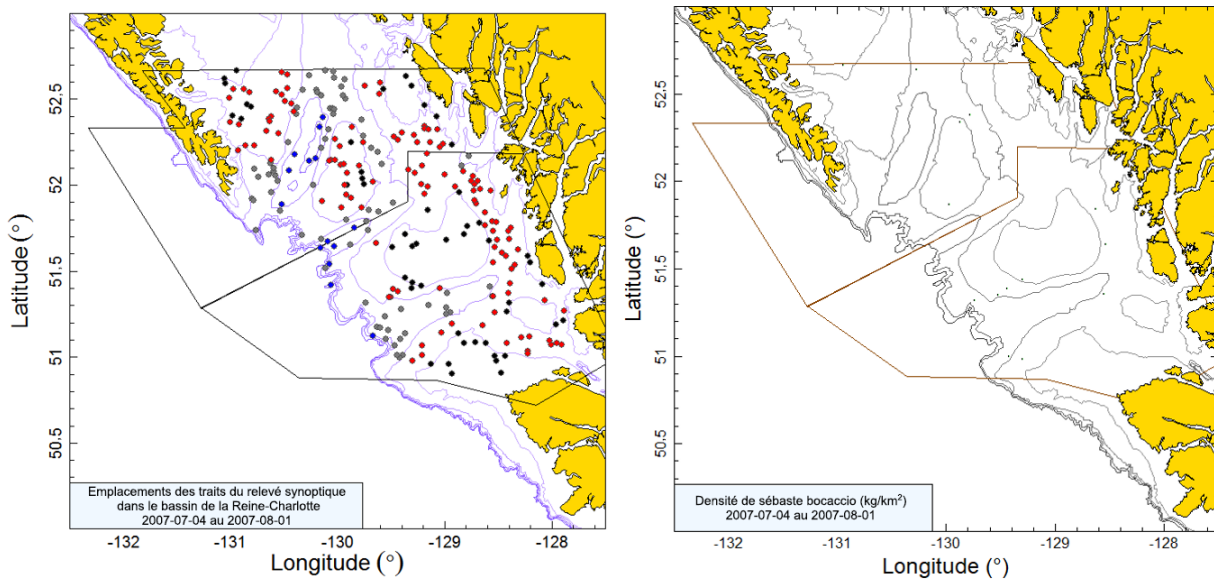 52.5
52
51.5
51
50.5
Latitude (°)
Emplacements des traits du relevé synoptique
dans le bassin de la Reine-Charlotte
2007-07-04 au 2007-08-01
-132
-131
-130
-129
-128
Longitude (°)
52.5
52
51.5
51
50.5
Latitude (°)
Densité de sébaste bocaccio (kg/km²)
2007-07-04 au 2007-08-01
-132
-131
-130
-129
-128
Longitude (°)